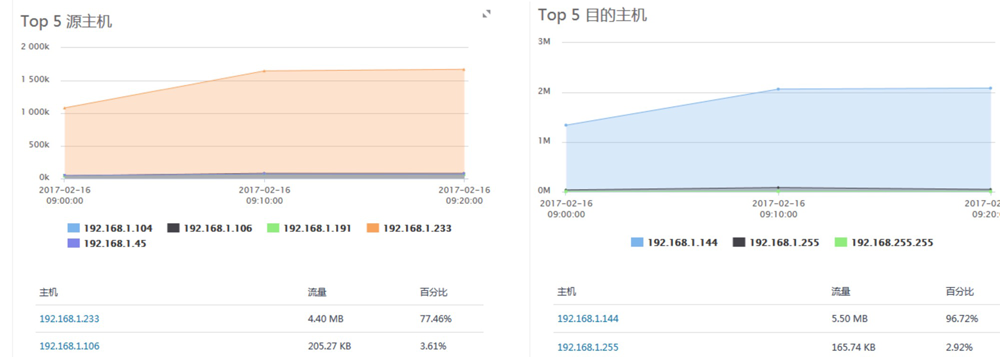 Top 5 源主机
2 000k
1 500k
1 000k
500k
0k
2017-02-16 09:00:00
2017-02-16 09:10:00
2017-02-16 09:20:00
192.168.1.104 192.168.1.106 192.168.1.191 192.168.1.233
192.168.1.45
主机 流量 百分比
192.168.1.233 4.40 MB 77.46%
192.168.1.106 205.27 KB 3.61%
Top 5 目的主机
3M
2M
1M
0M
2017-02-16 09:00:00
2017-02-16 09:10:00
2017-02-16 09:20:
192.168.1.144 192.168.1.255 192.168.255.255
主机 流量 百分比
192.168.1.144 5.50 MB 96.72%
192.168.1.255 165.74 KB 2.92%